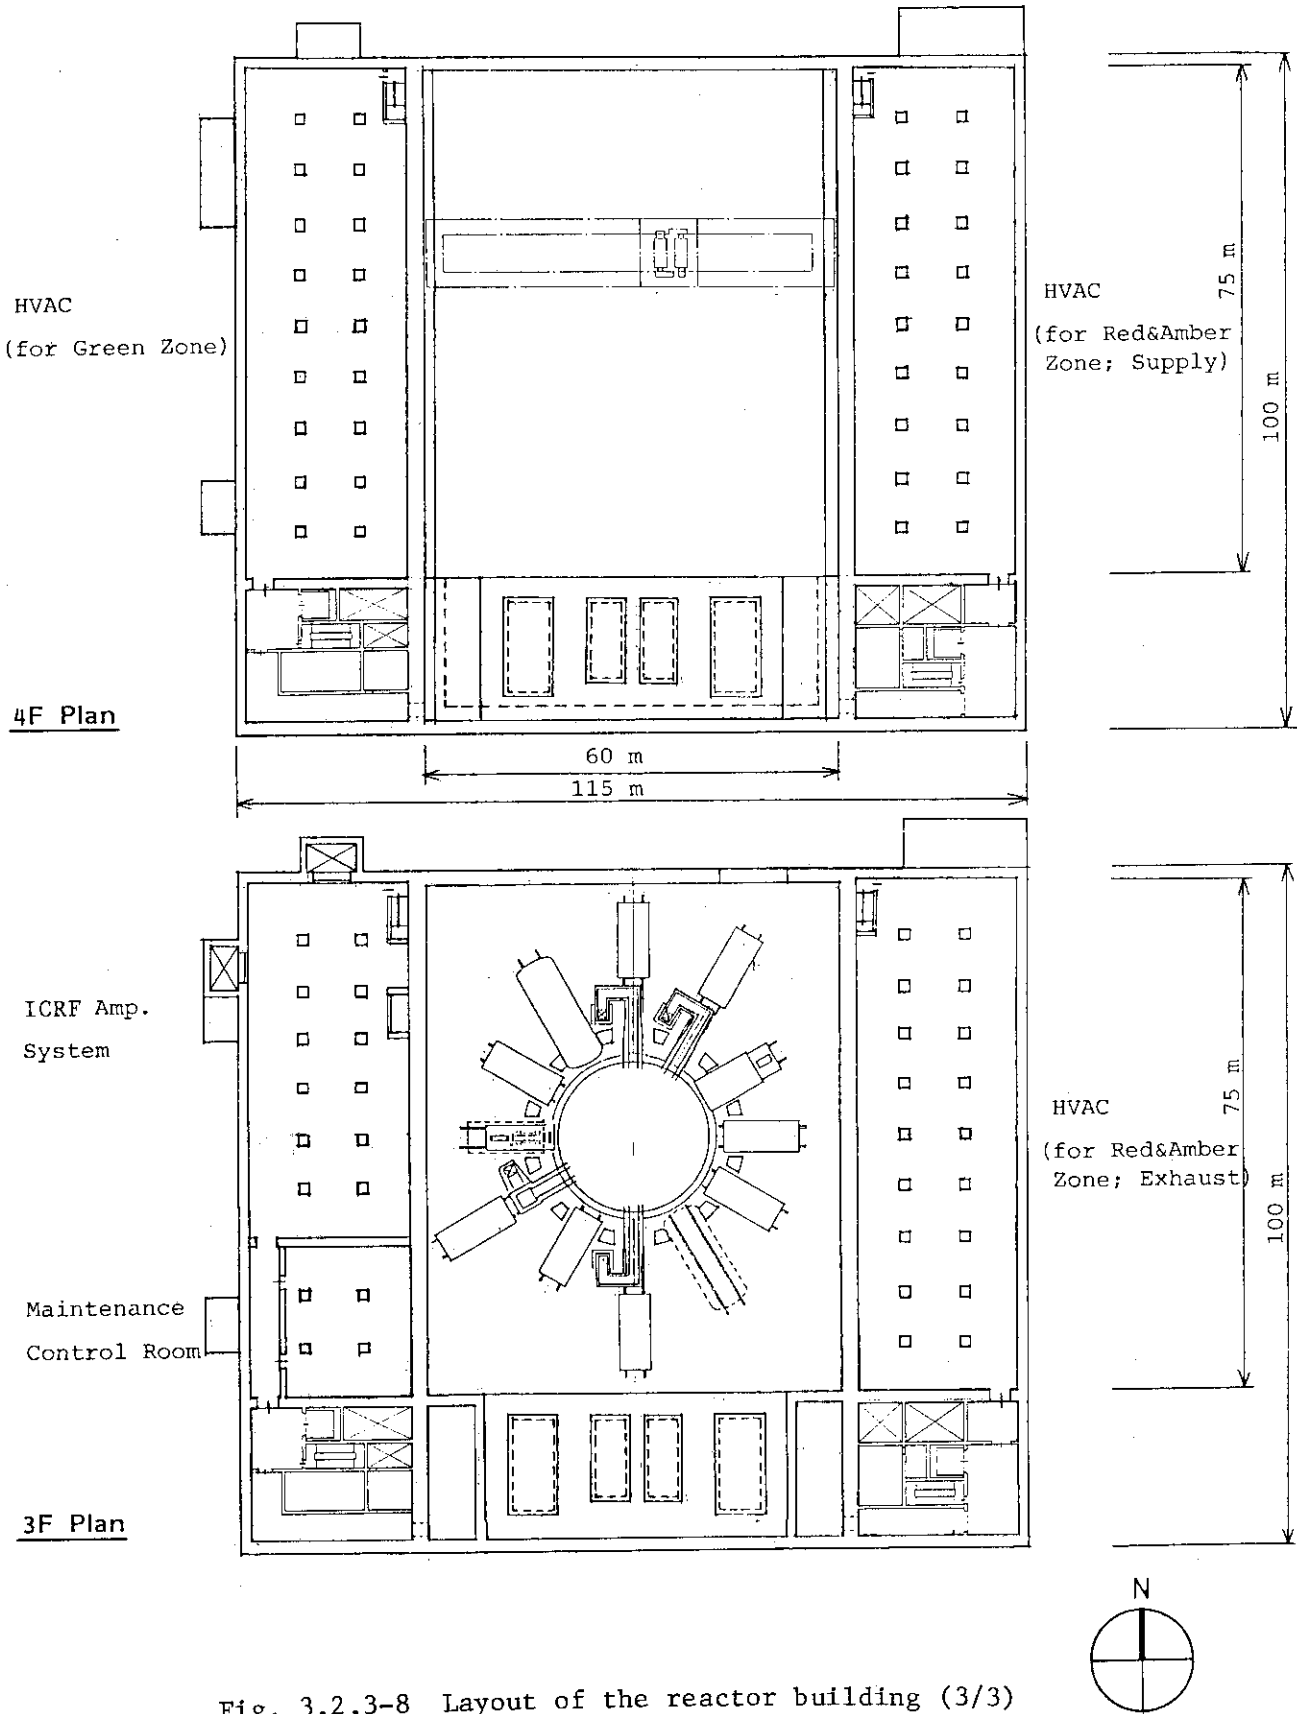 HVAC
(for Green Zone)
HVAC
(for Red&Amber
Zone; Supply)
75 m
100 m
4F Plan
60 m
115 m
ICRF Amp.
System
Maintenance
Control Room
HVAC
(for Red&Amber
Zone; Exhaust)
75 m
100 m
3F Plan
N
Fig. 3.2.3-8 Layout of the reactor building (3/3)